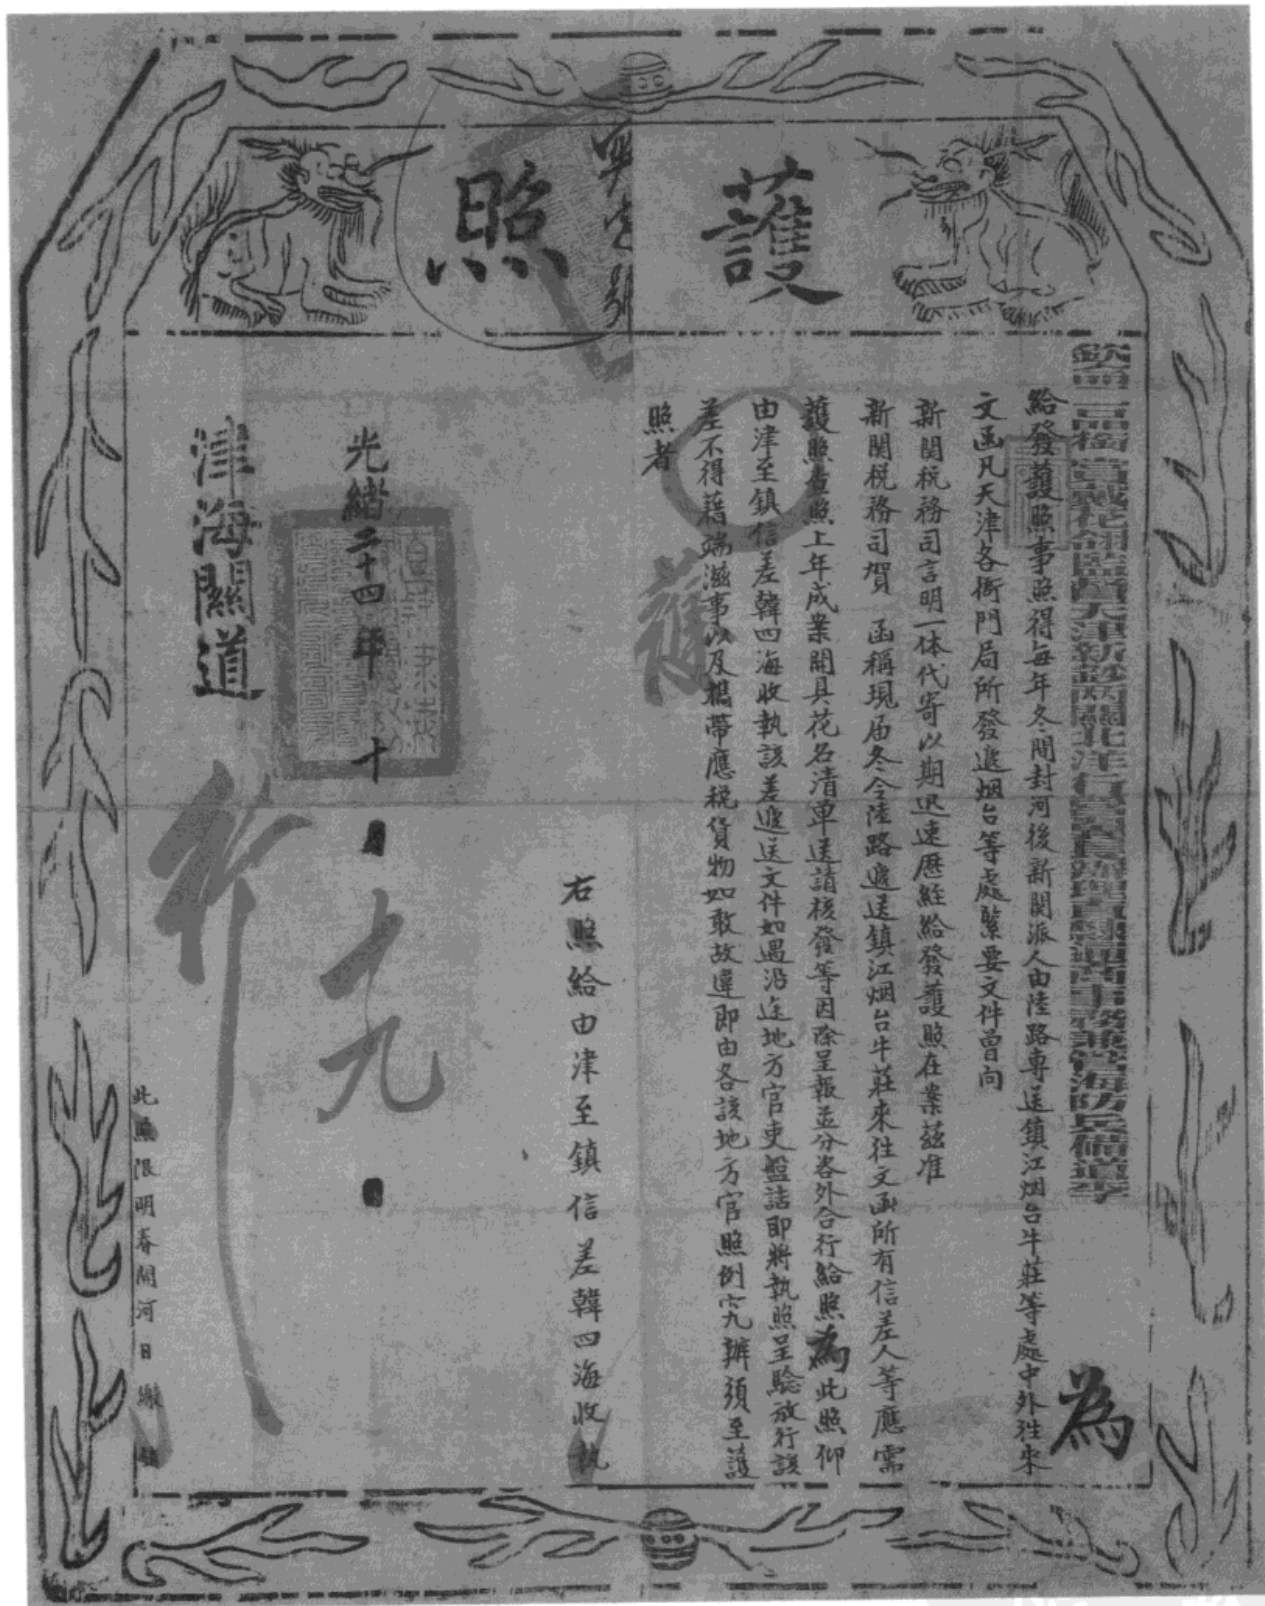 護照
欽命二品銜賞戴花翎監督天津新鈔兩關北洋行營翼長辦理直隸通商事務兼管海防兵備道李
為
給發護照事照得每年冬間封河後新關派人由陸路專送鎮江烟台牛莊等處中外往來
文函凡天津各衙門局所發遞烟台等處緊要文件曾向
新關稅務司言明一体代寄以期迅速歷經給發護照在案茲准
新關稅務司賀 函稱現届冬令陸路遞送鎮江烟台牛莊來往文函所有信差人等應需
護照查照上年成案開具花名清單送請核發等因除呈報並分咨外合行給照為此照仰
由津至鎮信差韓四海收執該差遞送文件如遇沿途地方官吏盤詰即將執照呈驗放行該
差不得藉端滋事以及攜帶應稅貨物如敢故違即由各該地方官照例究辦須至護
照者
右照給由津至鎮信差韓四海收執
光緒二十四年十月十九日
津海關道
行
此照限明春開河日繳銷